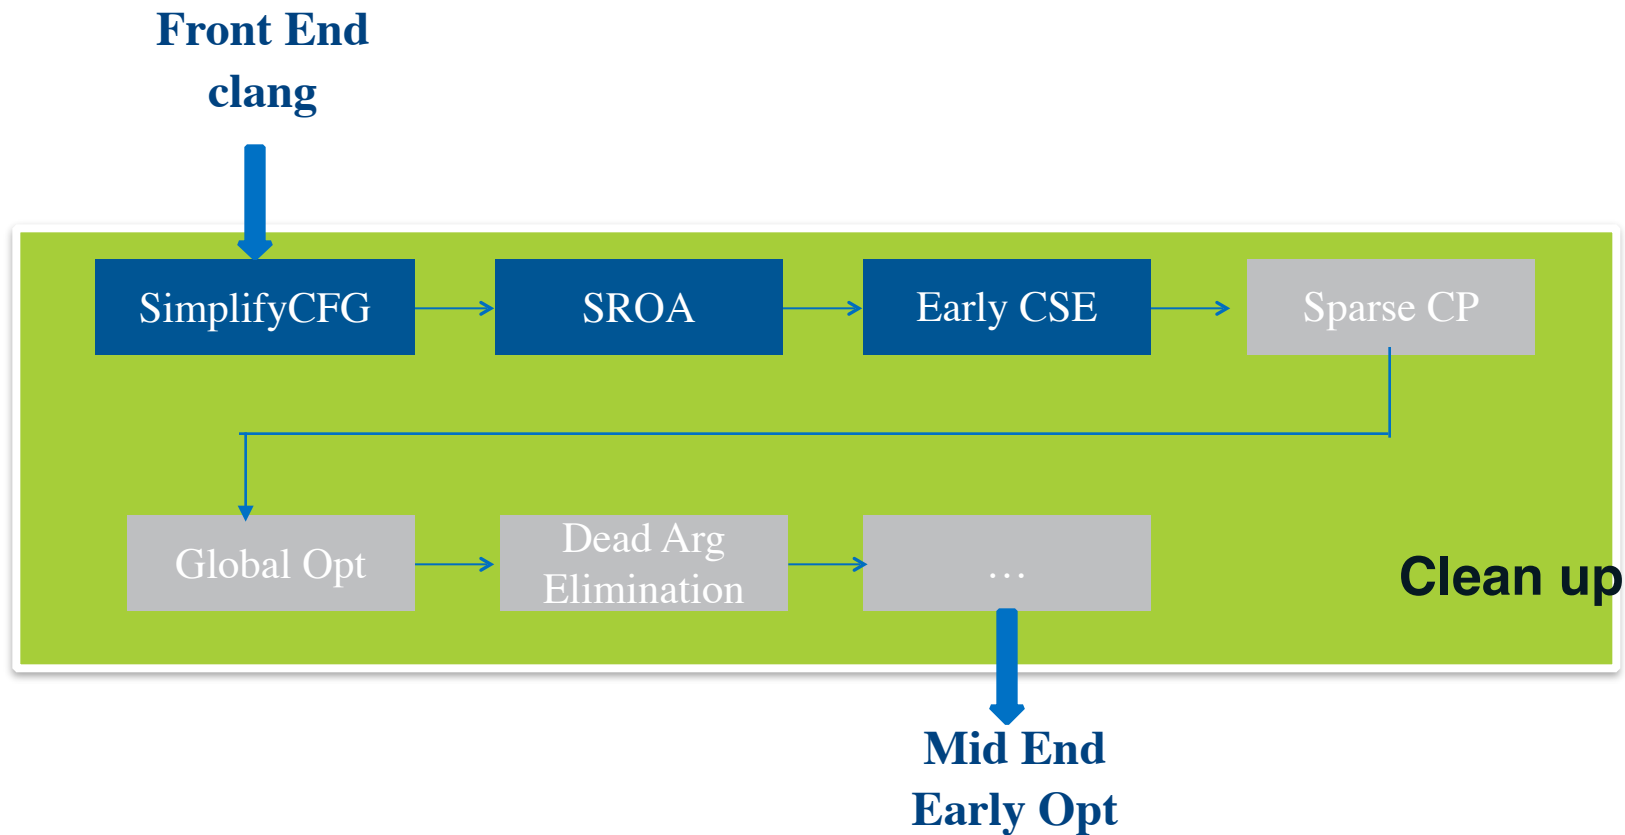 Front End
clang
SimplifyCFG
SROA
Early CSE
Sparse CP
Global Opt
Dead Arg
Elimination
...
Clean up
Mid End
Early Opt